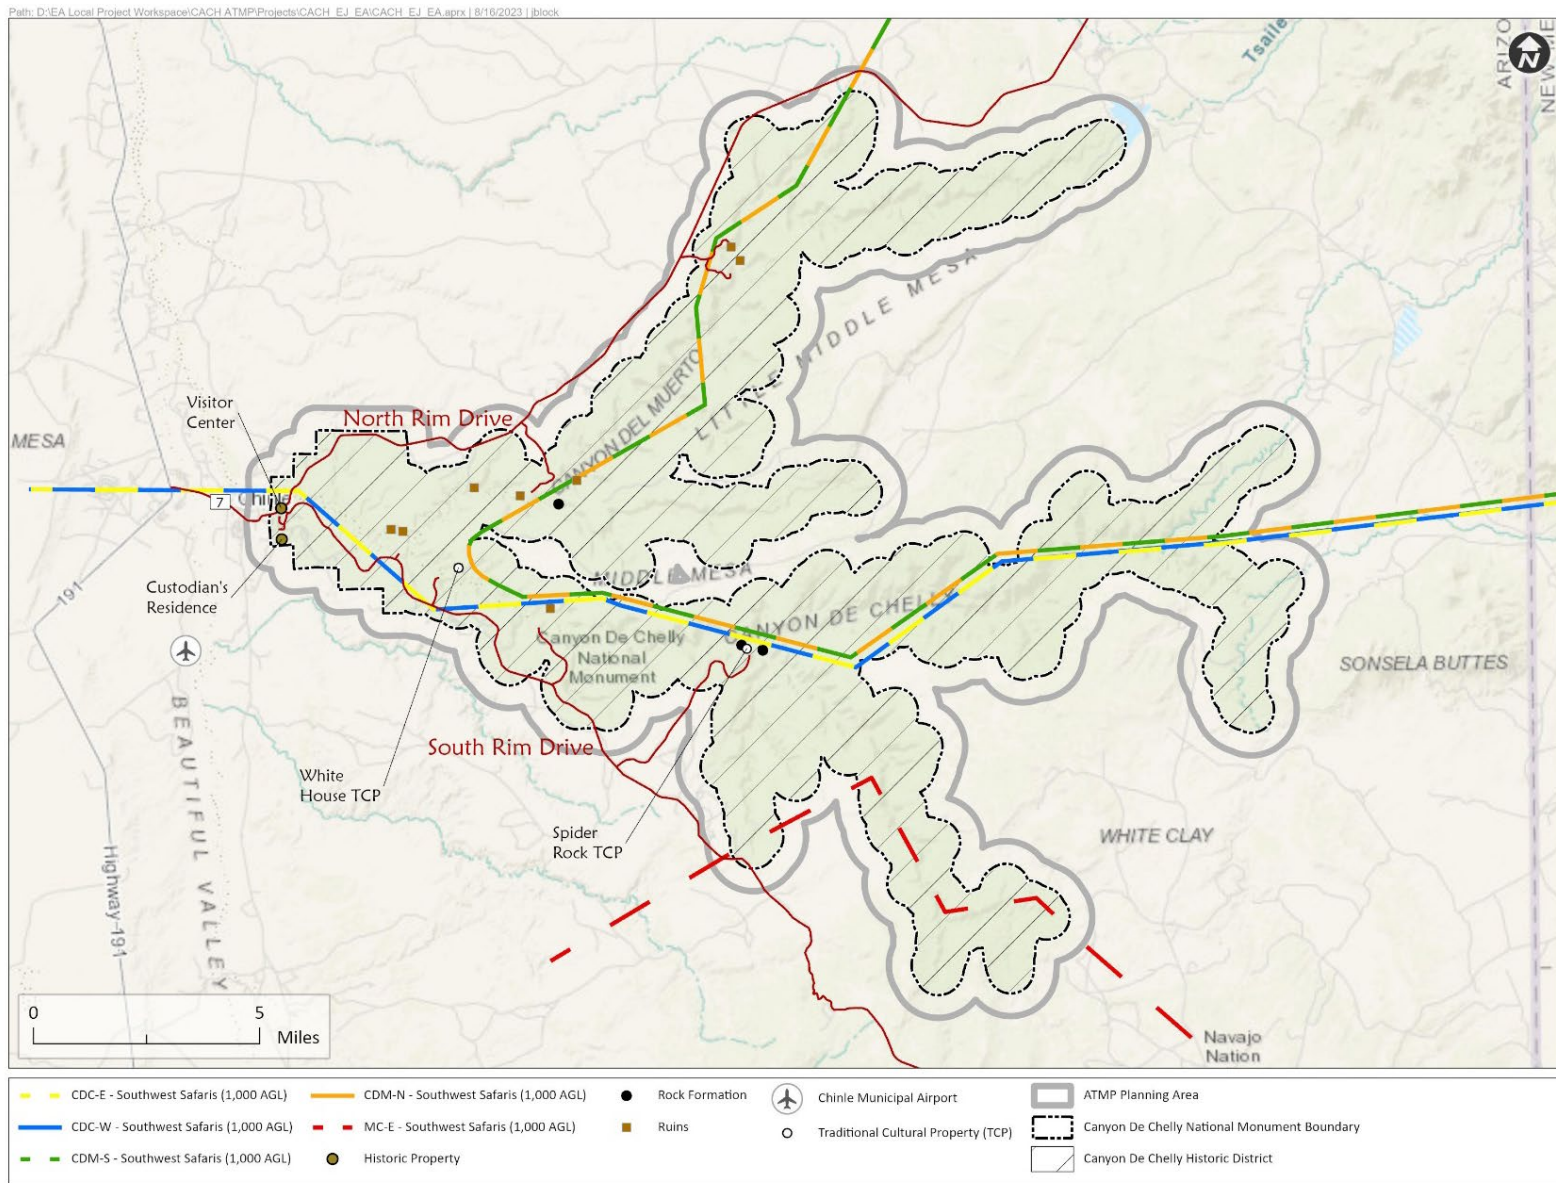 Path: D:\EA Local Project Workspace\CACH ATMP\Projects\CACH_EJ_EA\CACH_EJ_EA.aprx | 8/16/2023 | jblock
ARIZO
NEW ME
N
Tsaile
LITTLE MIDDLE MESA
CANYON DEL MUERTO
Visitor
Center
North Rim Drive
MESA
7
Chinle
MIDDLE MESA
CANYON DE CHELLY
191
Custodian's
Residence
Canyon De Chelly
National
Monument
SONSELA BUTTES
BEAUTIFUL VALLEY
South Rim Drive
White
House TCP
Spider
Rock TCP
WHITE CLAY
Highway 191
0 5
Miles
Navajo
Nation
CDC-E - Southwest Safaris (1,000 AGL)
CDC-W - Southwest Safaris (1,000 AGL)
CDM-S - Southwest Safaris (1,000 AGL)
CDM-N - Southwest Safaris (1,000 AGL)
MC-E - Southwest Safaris (1,000 AGL)
Historic Property
Rock Formation
Ruins
Chinle Municipal Airport
Traditional Cultural Property (TCP)
ATMP Planning Area
Canyon De Chelly National Monument Boundary
Canyon De Chelly Historic District